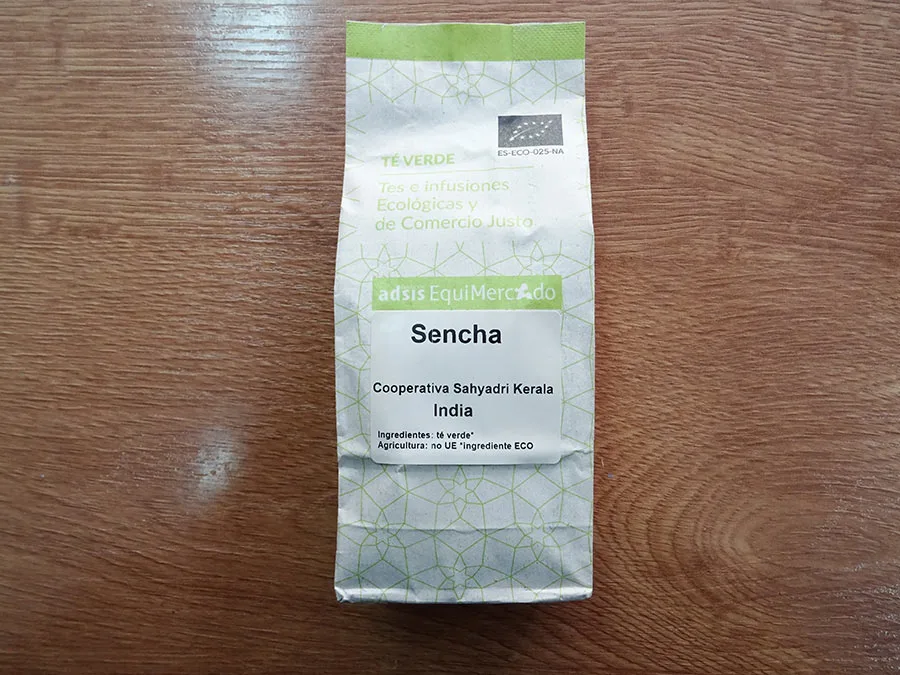 ES-ECO-025-NA
TÉ VERDE
Tes e infusiones
Ecológicas y
de Comercio Justo
adsis EquiMercado
Sencha
Cooperativa Sahyadri Kerala
India
Ingredientes: té verde*
Agricultura: no UE *ingrediente ECO